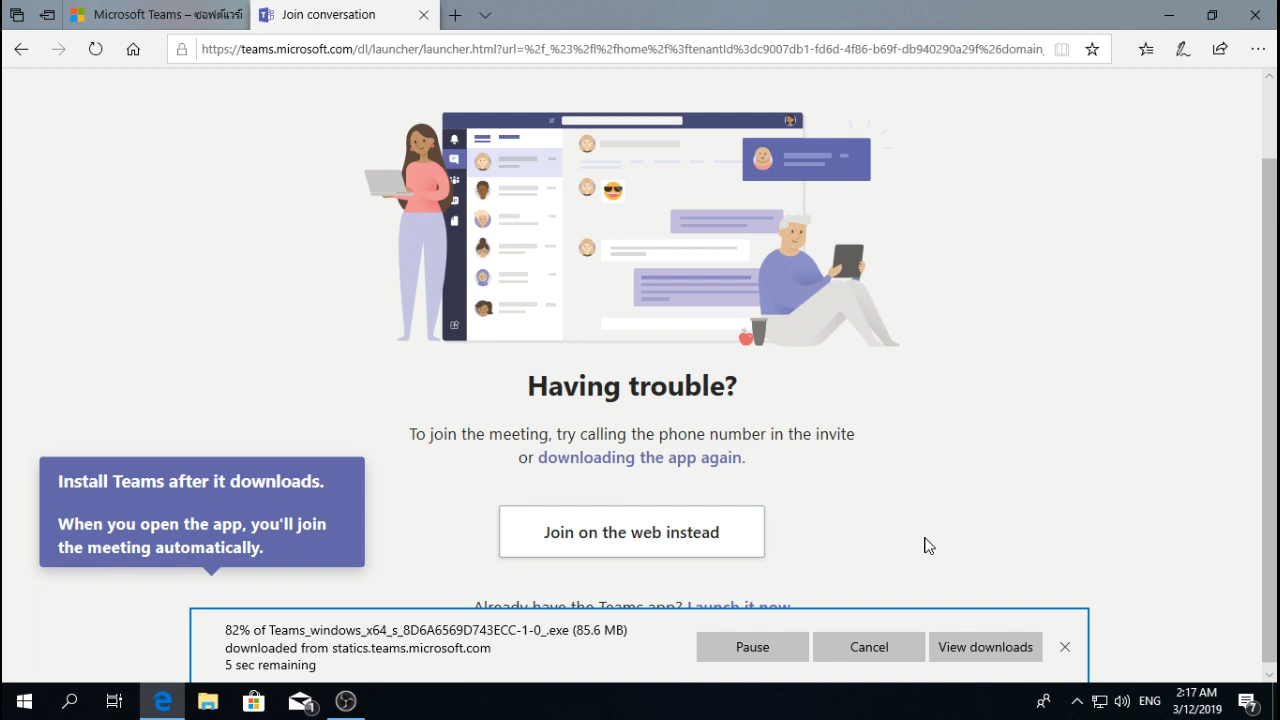 Microsoft Teams – ซอฟต์แวร์
Join conversation
https://teams.microsoft.com/dl/launcher/launcher.html?url=%2f_%23%2fl%2fhome%2f%3ftenantId%3dc9007db1-fd6d-4f86-b69f-db940290a29f%26domain_
Having trouble?
To join the meeting, try calling the phone number in the invite
or downloading the app again.
Install Teams after it downloads.
When you open the app, you'll join
the meeting automatically.
Join on the web instead
Already have the Teams app? Launch it now
82% of Teams_windows_x64_s_8D6A6569D743ECC-1-0_.exe (85.6 MB)
downloaded from statics.teams.microsoft.com
5 sec remaining
Pause
Cancel
View downloads
1
ENG
2:17 AM
3/12/2019
7